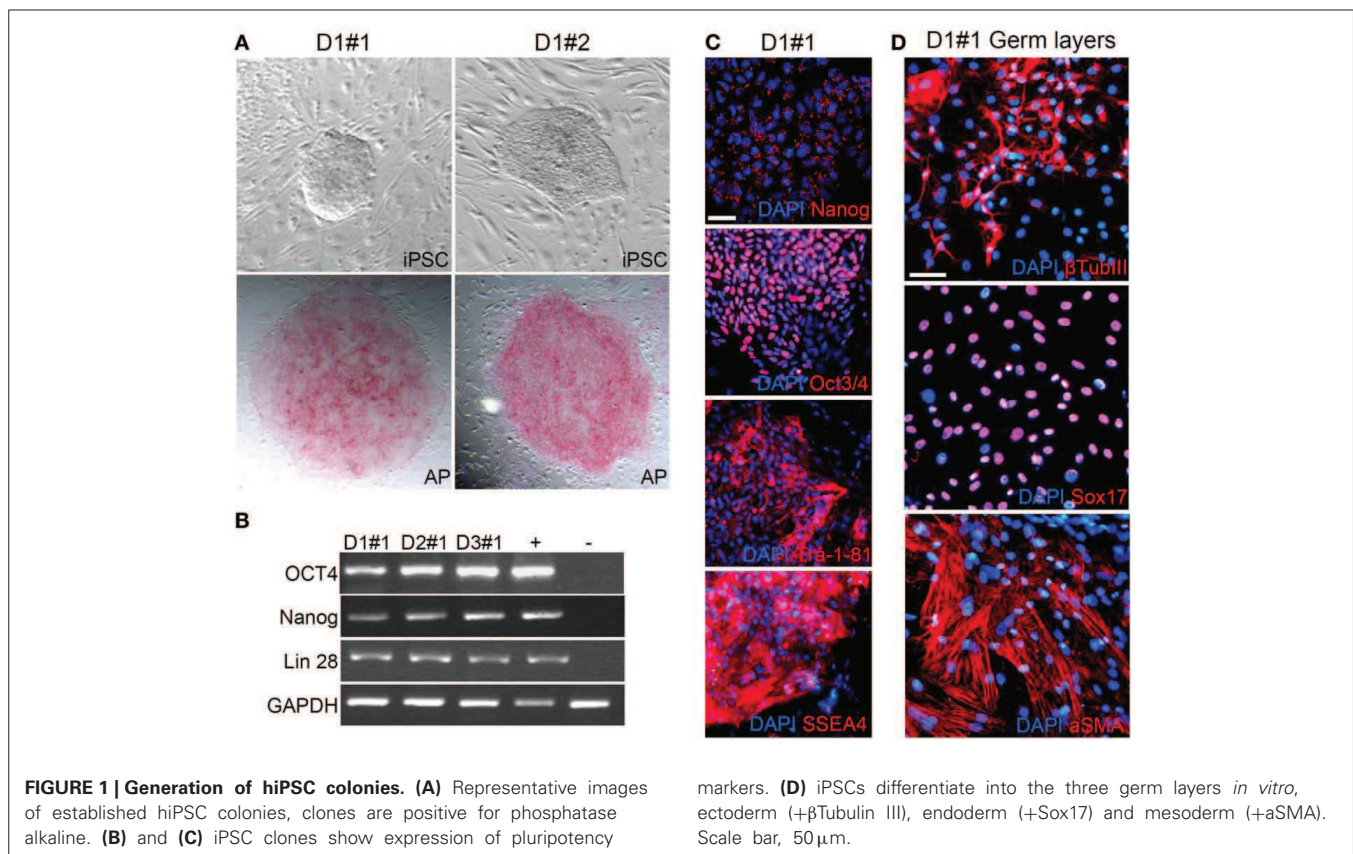 A
D1#1
D1#2
iPSC
iPSC
AP
AP
B
D1#1 D2#1 D3#1 + -
OCT4
Nanog
Lin 28
GAPDH
C
D1#1
DAPI Nanog
DAPI Oct3/4
DAPI Tra-1-81
DAPI SSEA4
D
D1#1 Germ layers
DAPI βTubIII
DAPI Sox17
DAPI aSMA
FIGURE 1 | Generation of hiPSC colonies. (A) Representative images
of established hiPSC colonies, clones are positive for phosphatase
alkaline. (B) and (C) iPSC clones show expression of pluripotency
markers. (D) iPSCs differentiate into the three germ layers in vitro,
ectoderm (+βTubulin III), endoderm (+Sox17) and mesoderm (+aSMA).
Scale bar, 50 μm.